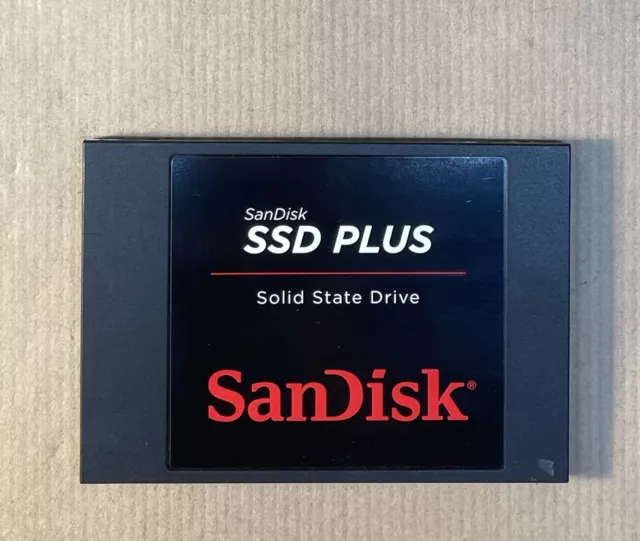 SanDisk
SSD PLUS
Solid State Drive
SanDisk®